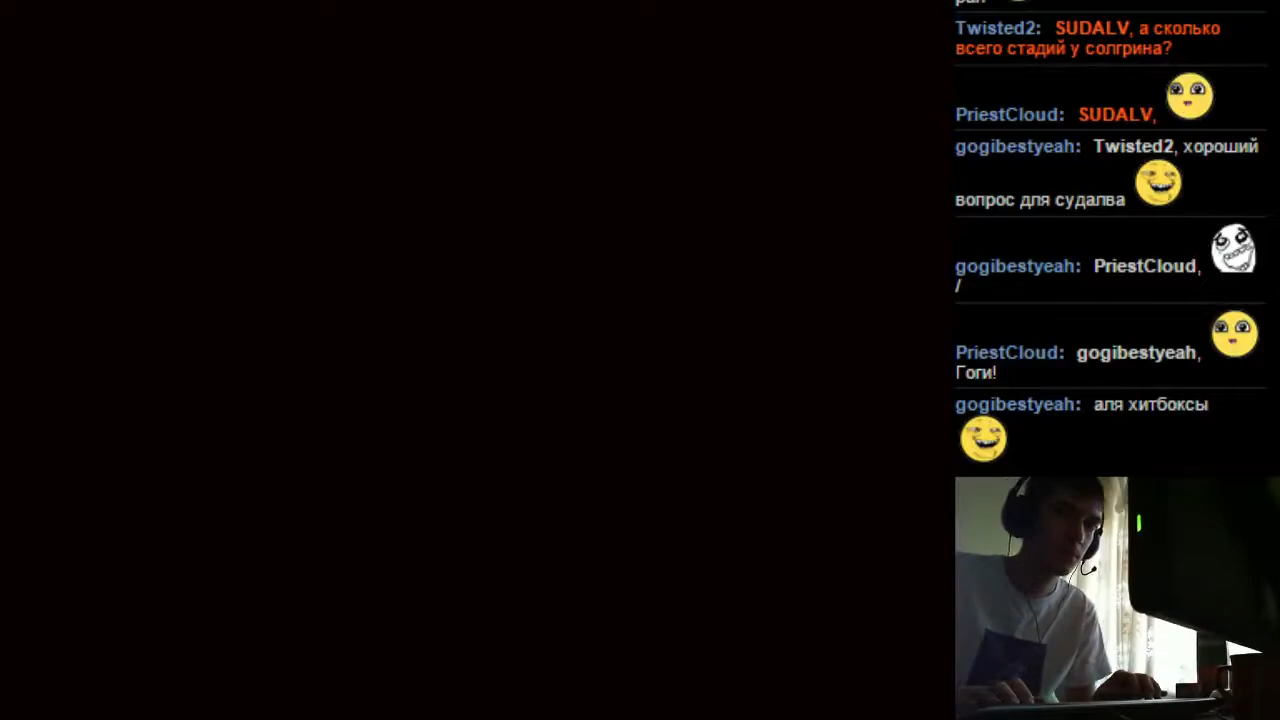 Twisted2: SUDALV, а сколько
всего стадий у солгрина?
PriestCloud: SUDALV,
gogibestyeah: Twisted2, хороший
вопрос для судалва
gogibestyeah: PriestCloud,
/
PriestCloud: gogibestyeah,
Гоги!
gogibestyeah: аля хитбоксы